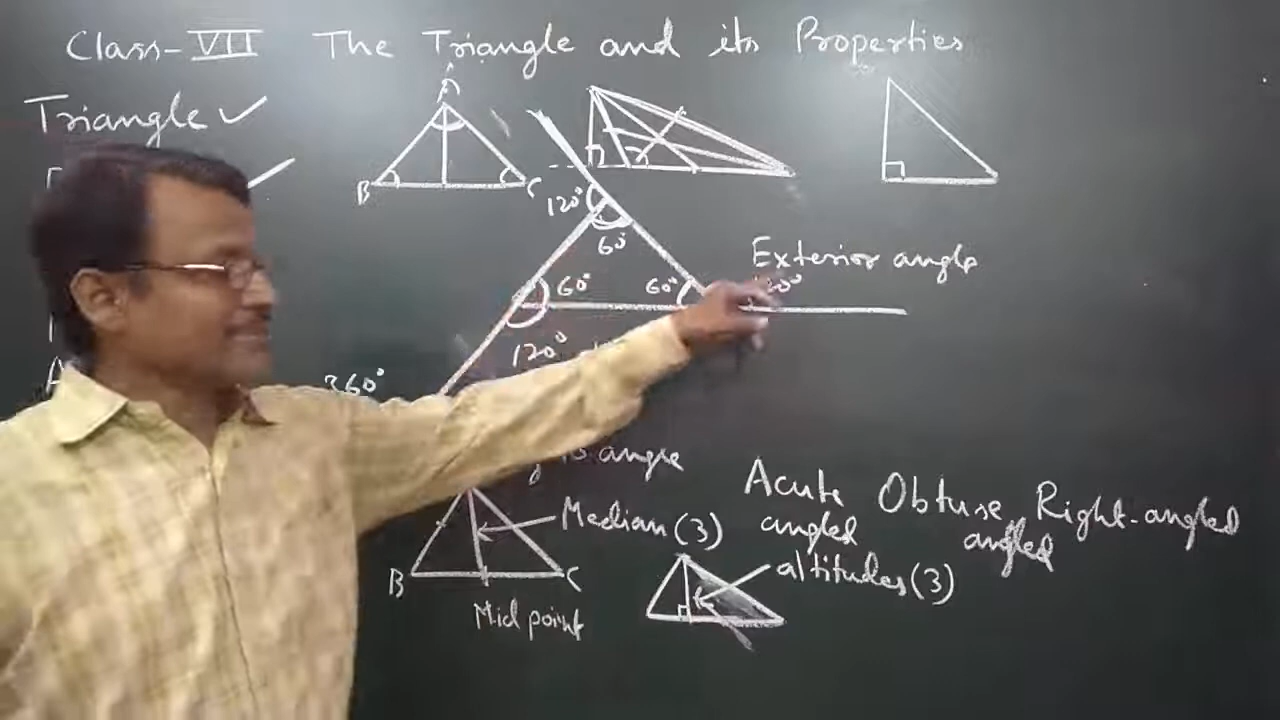 Class-VII The Triangle and its Properties
Triangle ✓
A
B
C
120°
60°
Exterior angle
60°
60°
120°
360°
angle
Acute Obtuse Right-angled
angled angled
Median (3)
altitudes (3)
B
C
Mid point